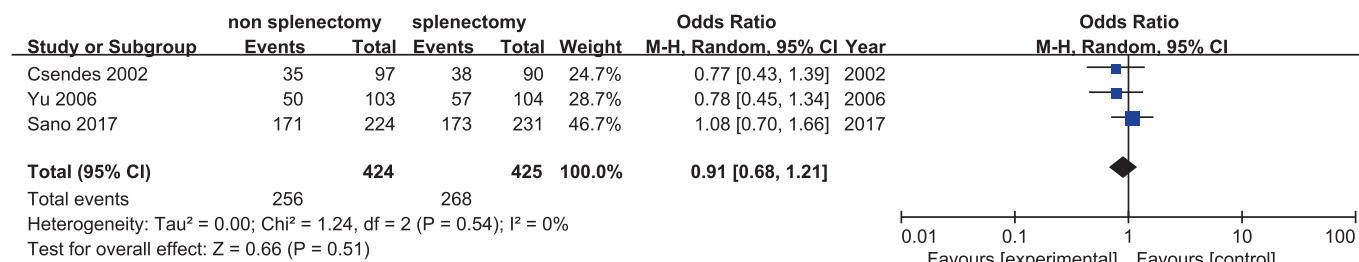 non splenectomy splenectomy Odds Ratio Odds Ratio
Study or Subgroup Events Total Events Total Weight M-H, Random, 95% CI Year M-H, Random, 95% CI
Csendes 2002 35 97 38 90 24.7% 0.77 [0.43, 1.39] 2002
Yu 2006 50 103 57 104 28.7% 0.78 [0.45, 1.34] 2006
Sano 2017 171 224 173 231 46.7% 1.08 [0.70, 1.66] 2017
Total (95% CI) 424 425 100.0% 0.91 [0.68, 1.21]
Total events 256 268
Heterogeneity: Tau² = 0.00; Chi² = 1.24, df = 2 (P = 0.54); I² = 0%
Test for overall effect: Z = 0.66 (P = 0.51)
0.01 0.1 1 10 100
Favours [experimental] Favours [control]